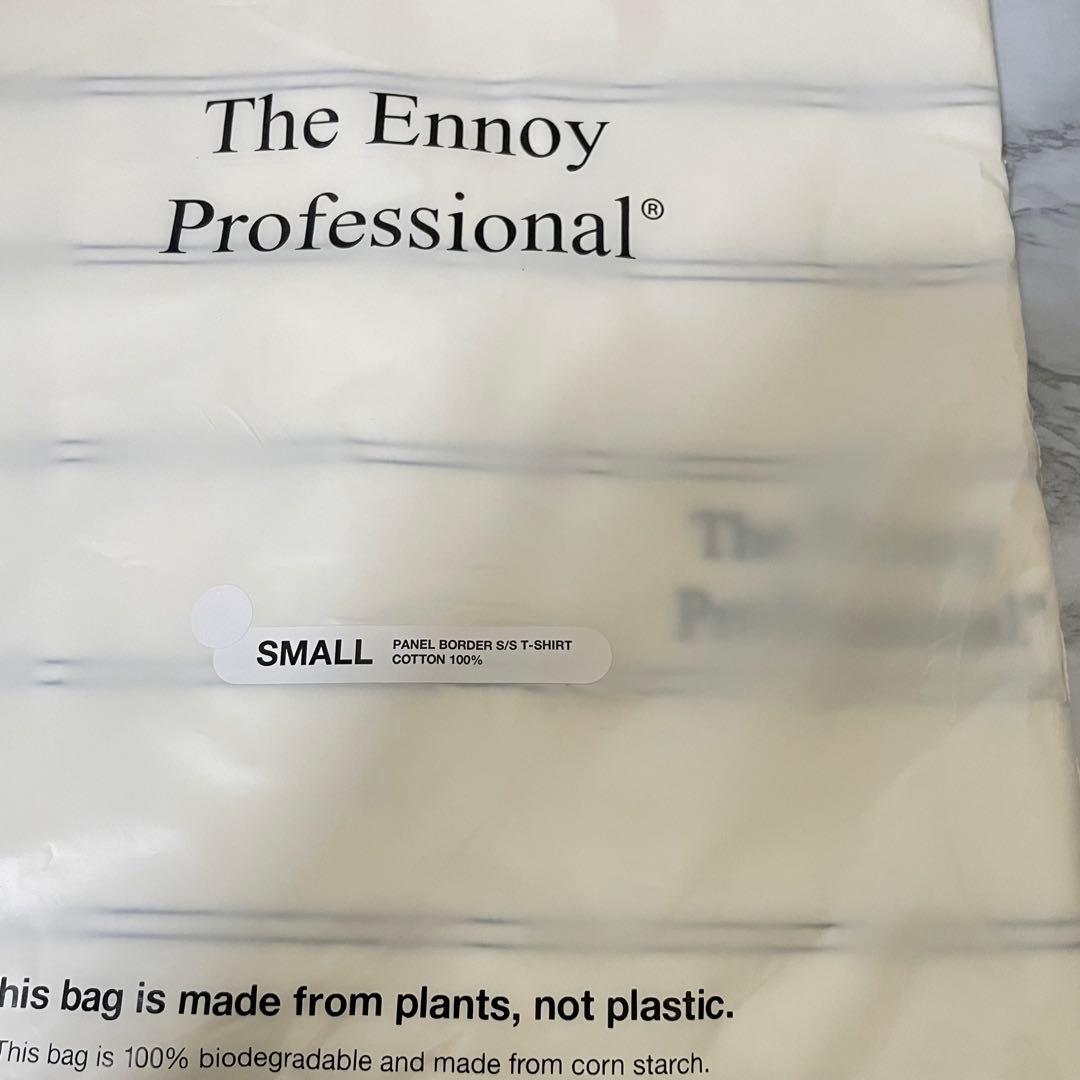 The Ennoy
Professional®
The
SMALL
PANEL BORDER S/S T-SHIRT
COTTON 100%
his bag is made from plants, not plastic.
This bag is 100% biodegradable and made from corn starch.